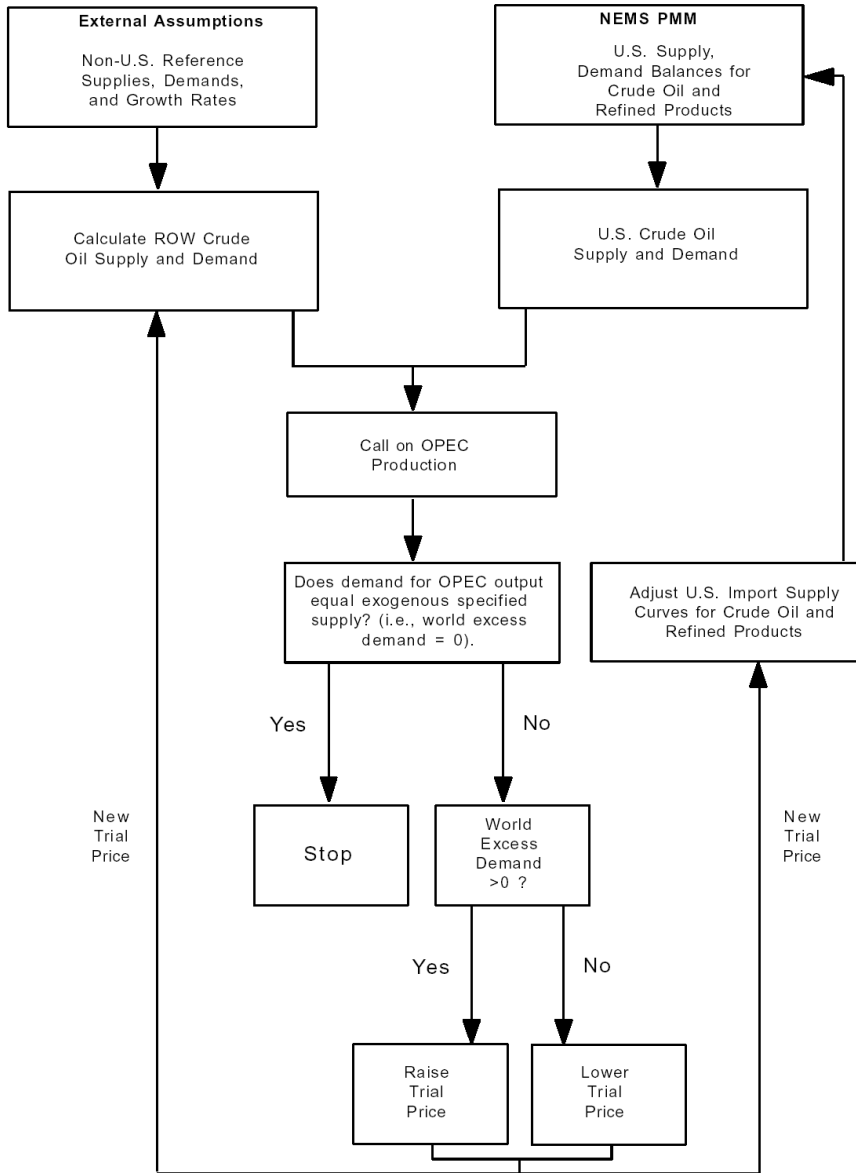 External Assumptions
Non-U.S. Reference
Supplies, Demands,
and Growth Rates
NEMS PMM
U.S. Supply,
Demand Balances for
Crude Oil and
Refined Products
Calculate ROW Crude
Oil Supply and Demand
U.S. Crude Oil
Supply and Demand
Call on OPEC
Production
Does demand for OPEC output
equal exogenous specified
supply? (i.e., world excess
demand = 0).
Adjust U.S. Import Supply
Curves for Crude Oil and
Refined Products
Yes
No
New
Trial
Price
Stop
World
Excess
Demand
>0 ?
New
Trial
Price
Yes
No
Raise
Trial
Price
Lower
Trial
Price